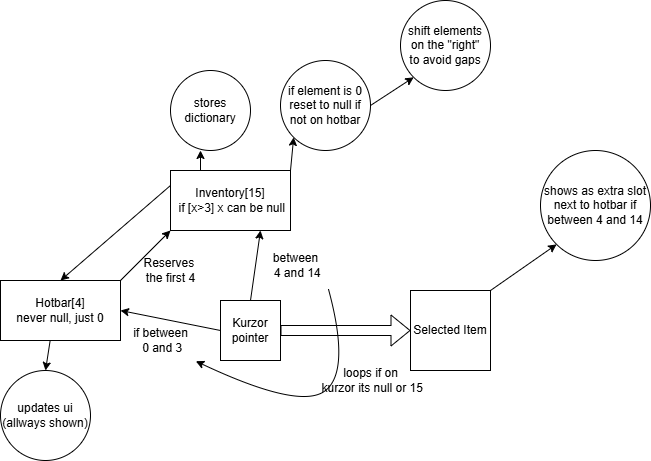 shift elements
on the "right"
to avoid gaps
if element is 0
reset to null if
not on hotbar
stores
dictionary
Inventory[15]
if [x>3] x can be null
shows as extra slot
next to hotbar if
between 4 and 14
Reserves
the first 4
between
4 and 14
Hotbar[4]
never null, just 0
Kurzor
pointer
Selected Item
if between
0 and 3
loops if on
kurzor its null or 15
updates ui
(allways shown)